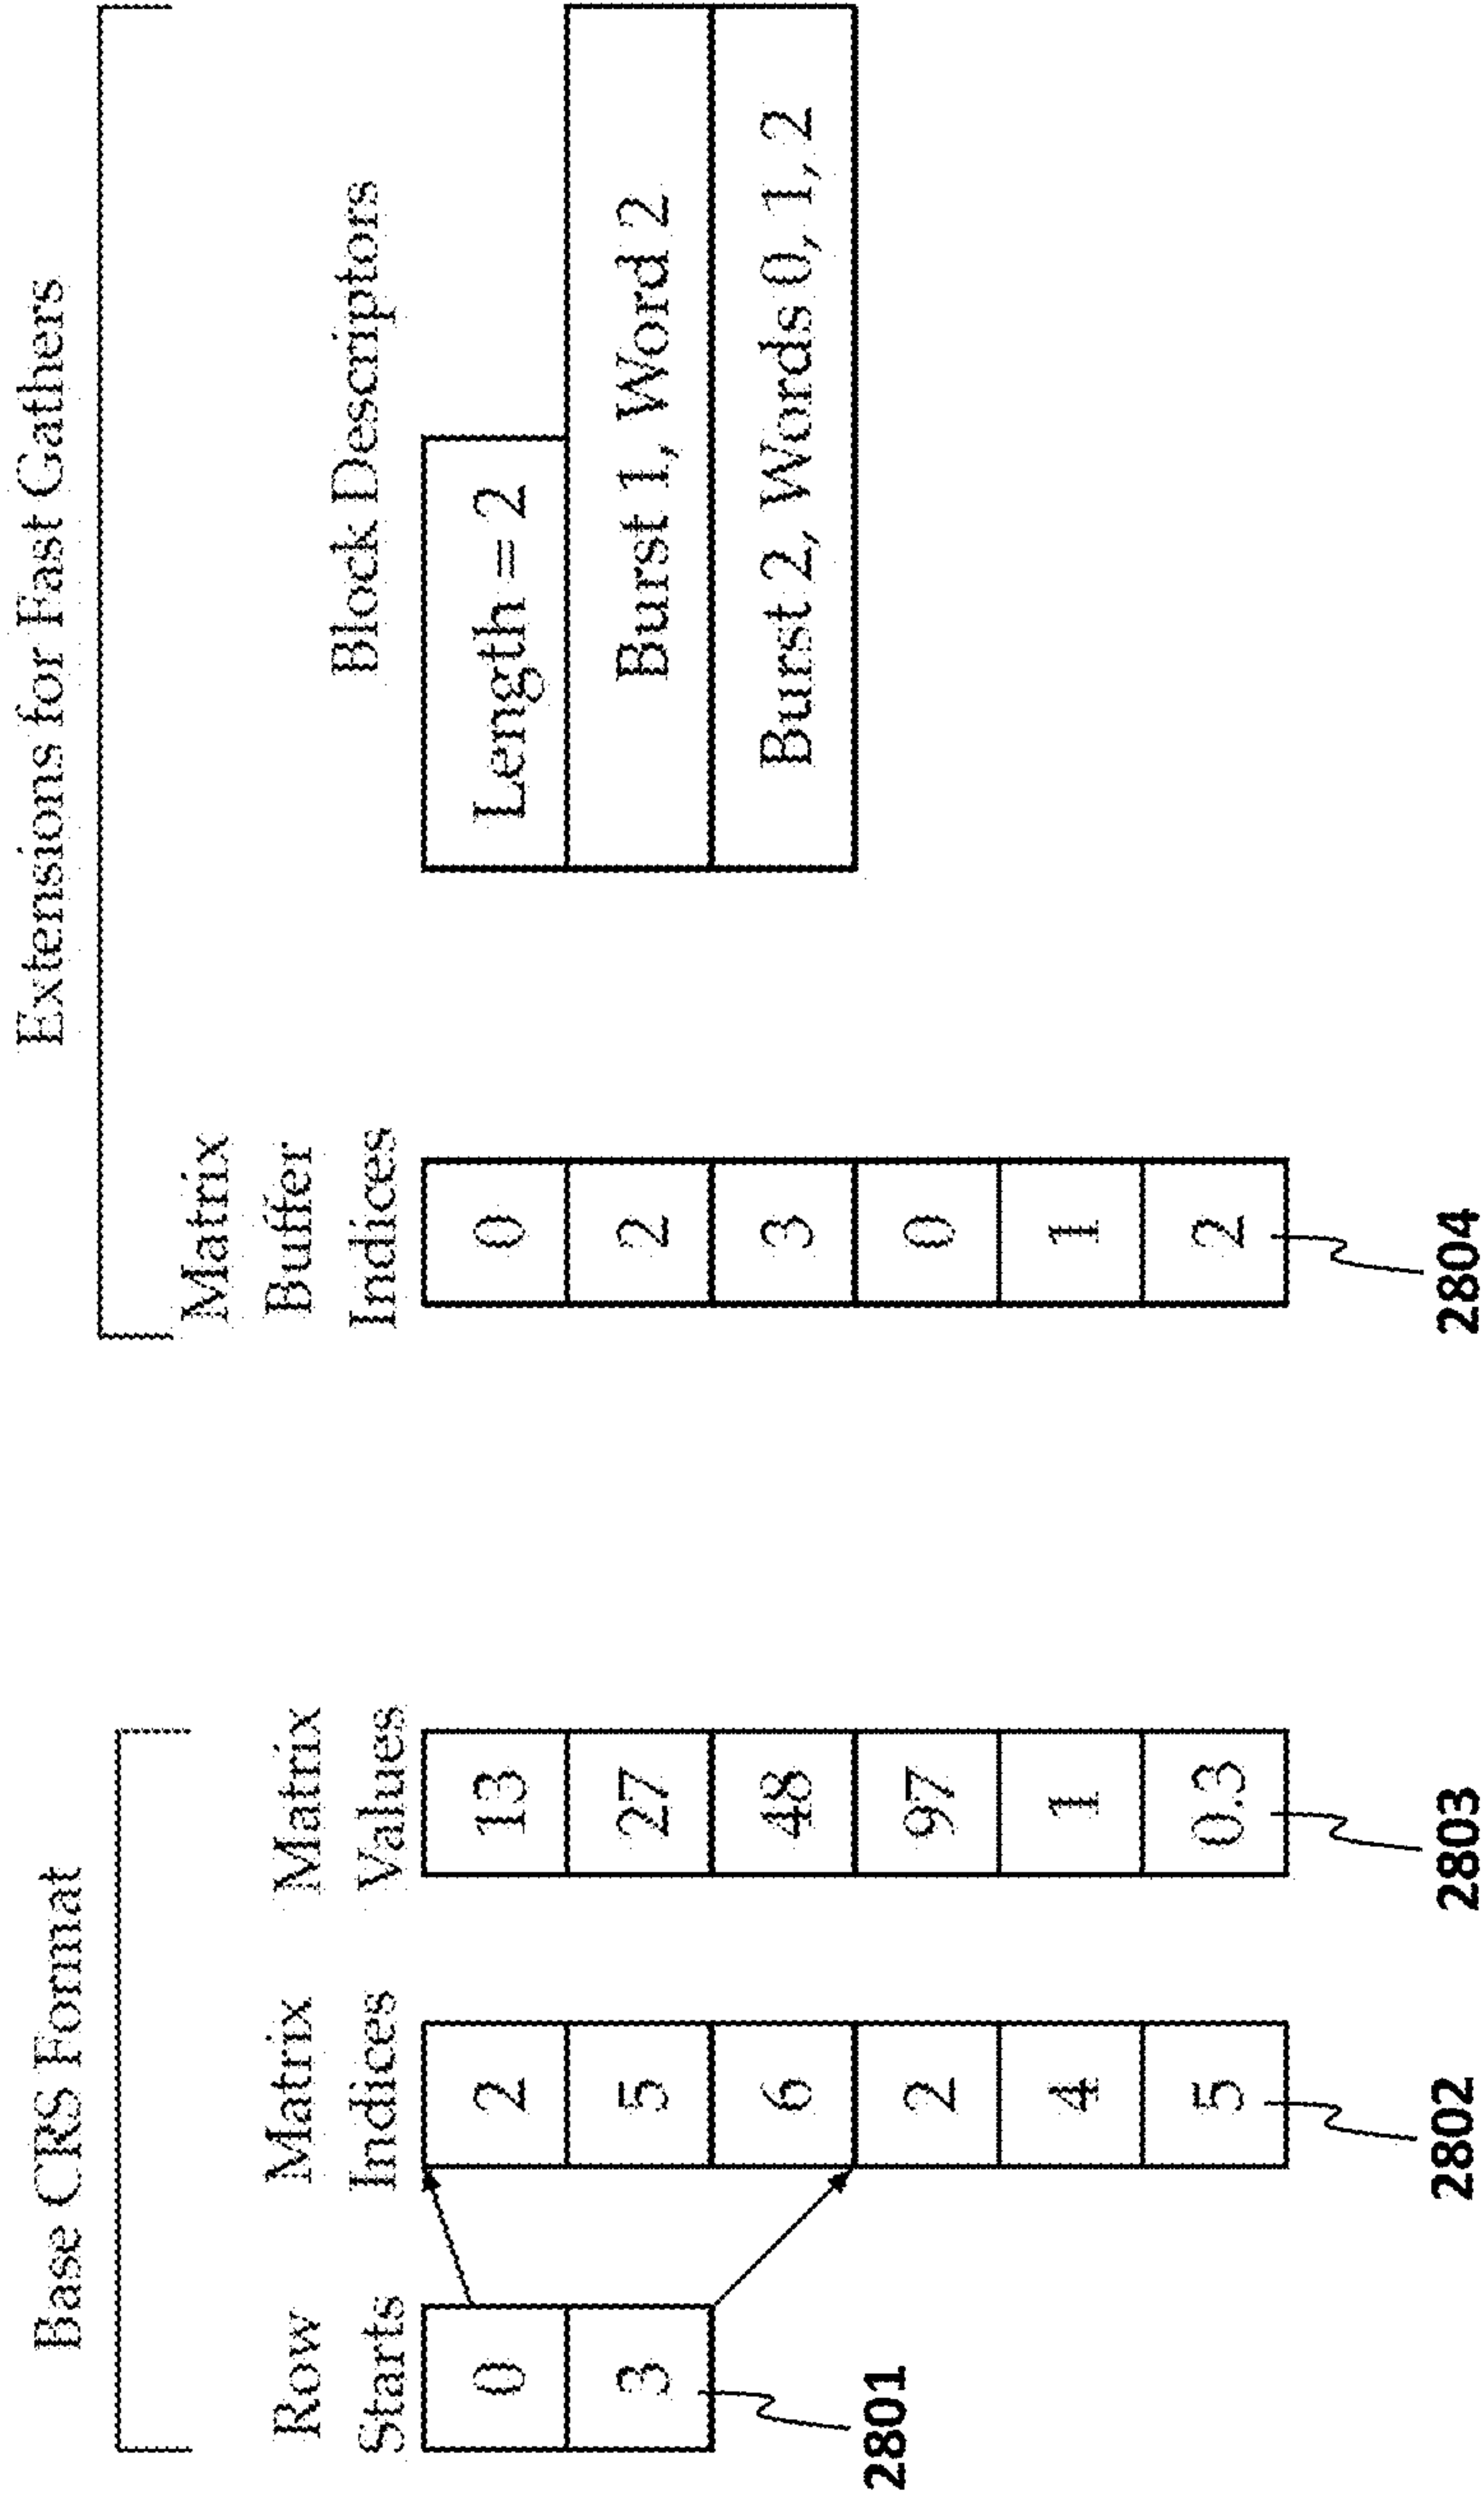 Base CRS Format
Extensions for Fast Gathers
Row
Starts
Matrix
Indices
Matrix
Values
Matrix
Buffer
Indices
Block Descriptors
0
3
2
5
6
2
4
5
13
27
48
97
1
0.3
0
2
3
0
1
2
Length = 2
Burst 1, Word 2
Burst 2, Words 0, 1, 2
2801
2802
2803
2804